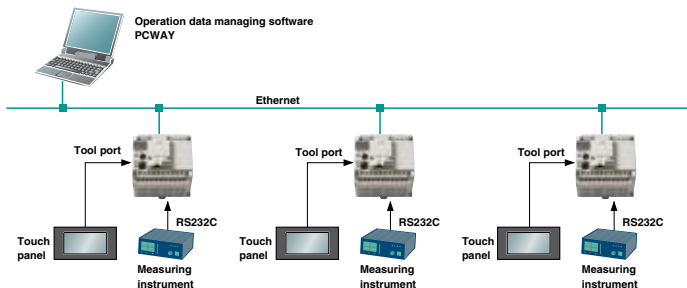 Operation data managing software
PCWAY
Ethernet
Tool port
RS232C
Touch
panel
Measuring
instrument
Tool port
RS232C
Touch
panel
Measuring
instrument
Tool port
RS232C
Touch
panel
Measuring
instrument